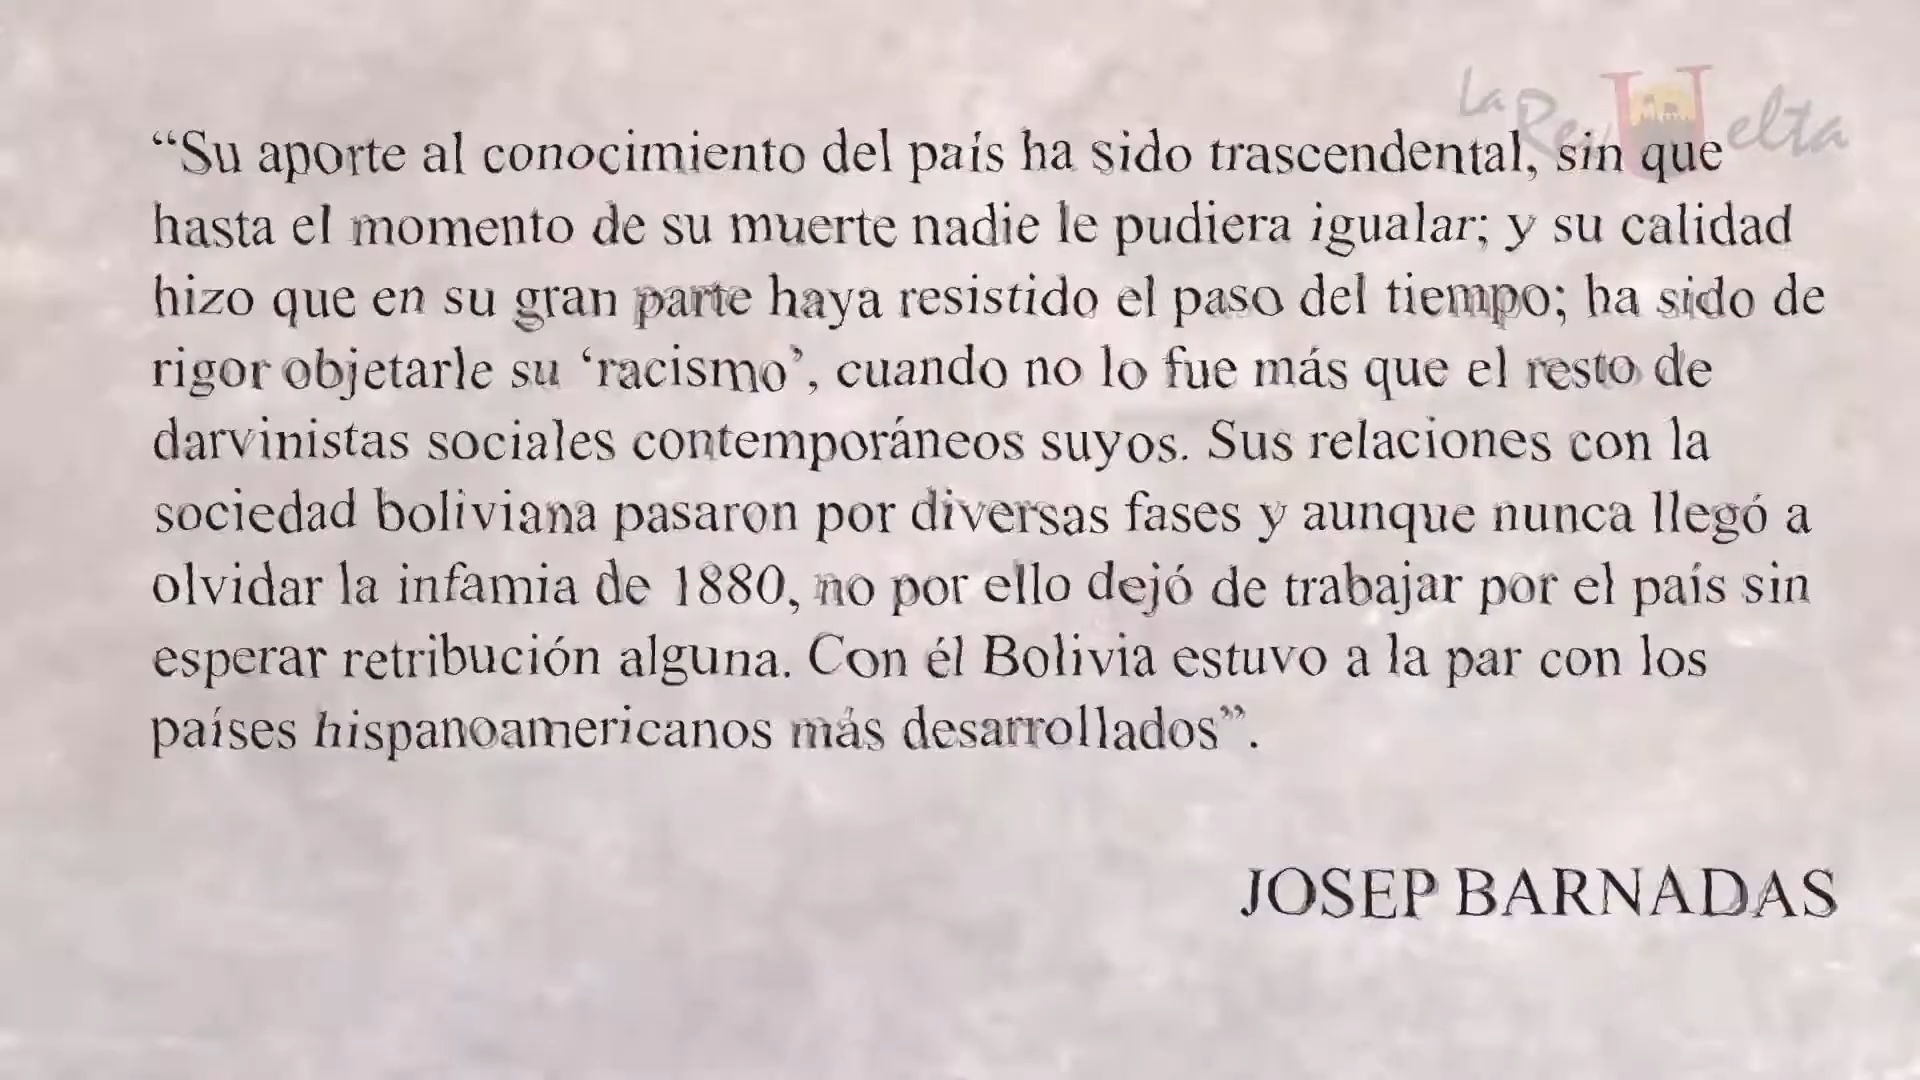 La Revuelta
“Su aporte al conocimiento del país ha sido trascendental, sin que
hasta el momento de su muerte nadie le pudiera igualar; y su calidad
hizo que en su gran parte haya resistido el paso del tiempo; ha sido de
rigor objetarle su ‘racismo’, cuando no lo fue más que el resto de
darvinistas sociales contemporáneos suyos. Sus relaciones con la
sociedad boliviana pasaron por diversas fases y aunque nunca llegó a
olvidar la infamia de 1880, no por ello dejó de trabajar por el país sin
esperar retribución alguna. Con él Bolivia estuvo a la par con los
países hispanoamericanos más desarrollados”.
JOSEP BARNADAS